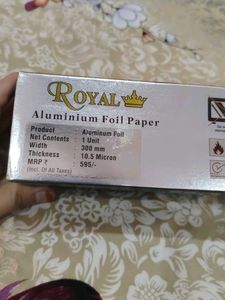 ROYAL
Aluminium Foil Paper
Product : Aluminum Foil
Net Contents : 1 Unit
Width : 300 mm
Thickness : 10.5 Micron
MRP ₹ : 595/-
(Incl. Of All Taxes)